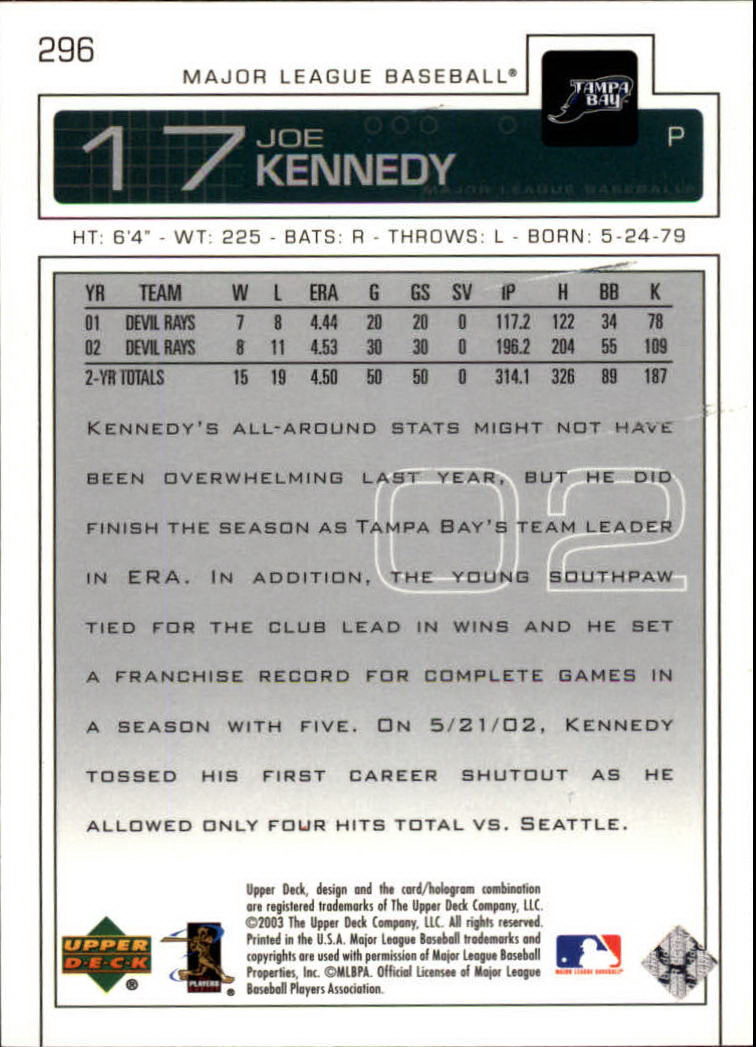 296
MAJOR LEAGUE BASEBALL®
TAMPA
BAY
17 JOE
KENNEDY
P
MAJOR LEAGUE BASEBALL®
HT: 6'4" - WT: 225 - BATS: R - THROWS: L - BORN: 5-24-79
YR TEAM W L ERA G GS SV IP H BB K
01 DEVIL RAYS 7 8 4.44 20 20 0 117.2 122 34 78
02 DEVIL RAYS 8 11 4.53 30 30 0 196.2 204 55 109
2-YR TOTALS 15 19 4.50 50 50 0 314.1 326 89 187
02
KENNEDY'S ALL-AROUND STATS MIGHT NOT HAVE
BEEN OVERWHELMING LAST YEAR, BUT HE DID
FINISH THE SEASON AS TAMPA BAY'S TEAM LEADER
IN ERA. IN ADDITION, THE YOUNG SOUTHPAW
TIED FOR THE CLUB LEAD IN WINS AND HE SET
A FRANCHISE RECORD FOR COMPLETE GAMES IN
A SEASON WITH FIVE. ON 5/21/02, KENNEDY
TOSSED HIS FIRST CAREER SHUTOUT AS HE
ALLOWED ONLY FOUR HITS TOTAL VS. SEATTLE.
UPPER
D·E·C·K ®
PLAYERS
®
Upper Deck, design and the card/hologram combination
are registered trademarks of The Upper Deck Company, LLC.
©2003 The Upper Deck Company, LLC. All rights reserved.
Printed in the U.S.A. Major League Baseball trademarks and
copyrights are used with permission of Major League Baseball
Properties, Inc. ©MLBPA. Official Licensee of Major League
Baseball Players Association.
MAJOR LEAGUE BASEBALL®